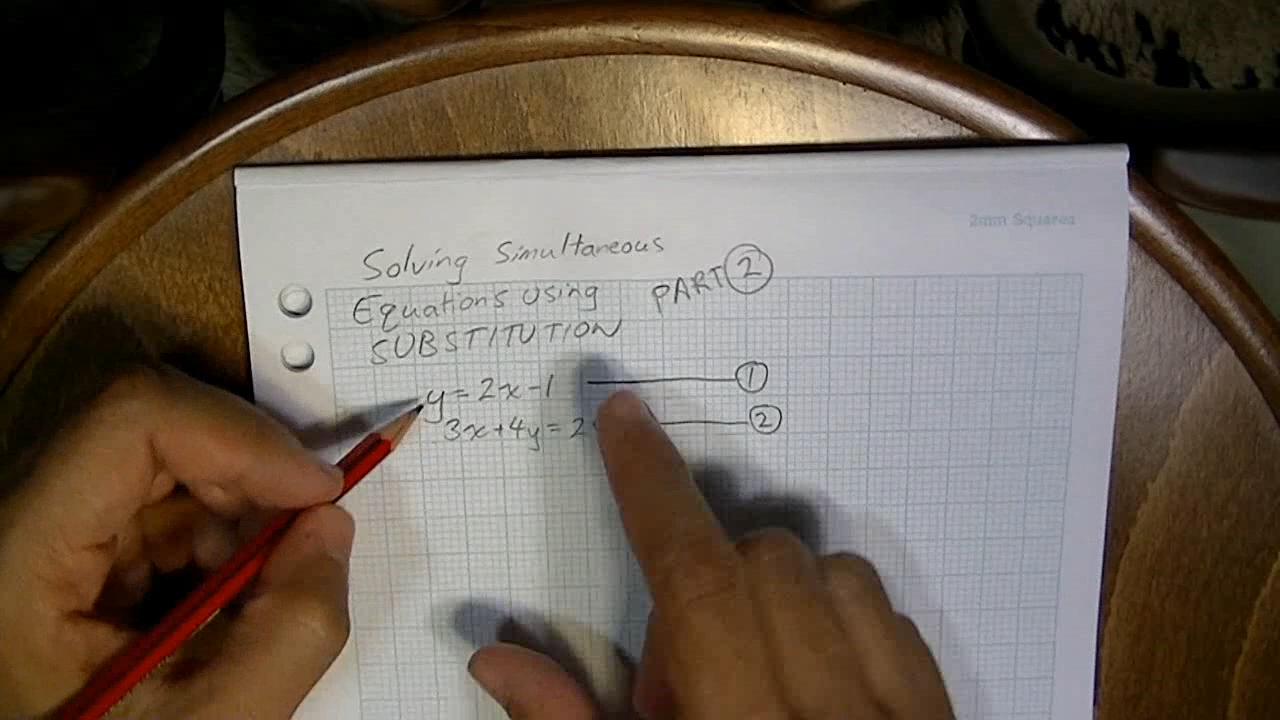 2mm Squares
Solving Simultaneous
Equations using PART 2
SUBSTITUTION
y = 2x - 1 ① 
3x + 4y = 2 ②